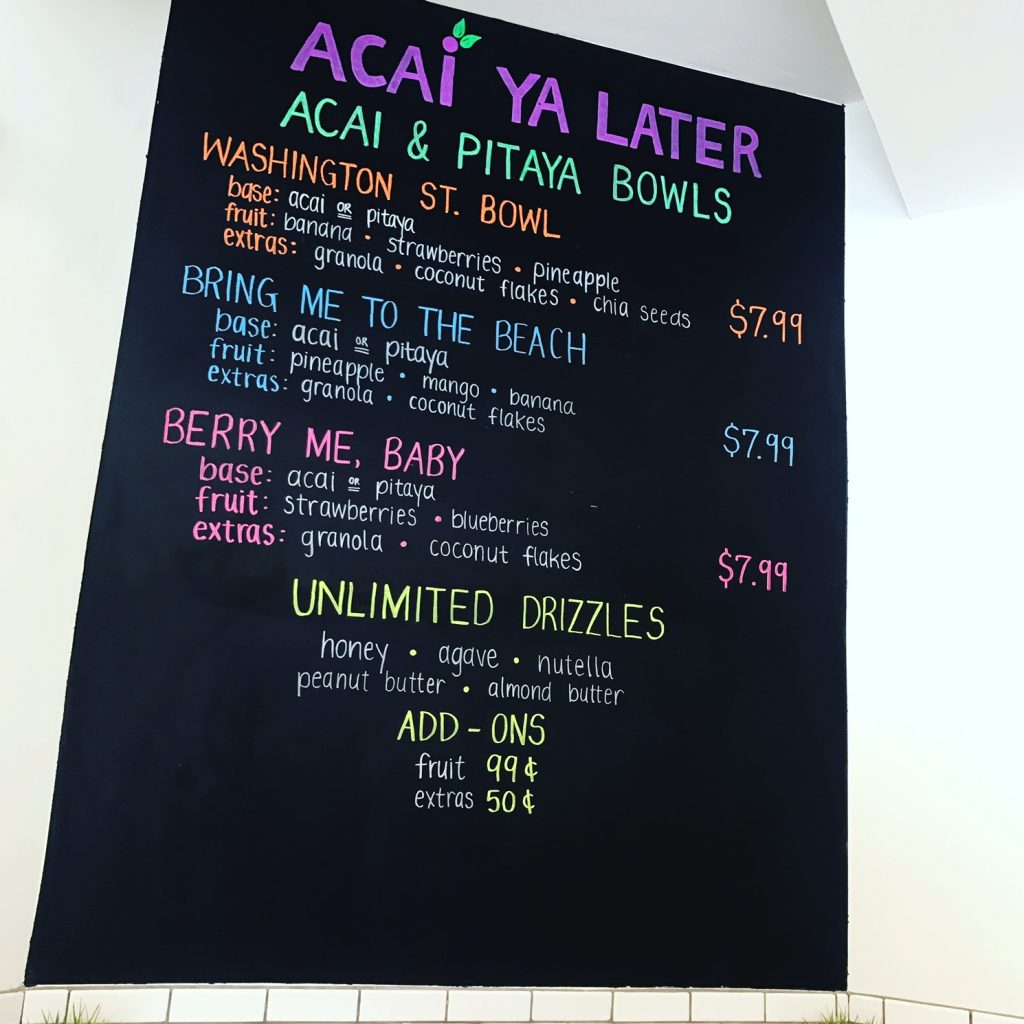 ACAi YA LATER
ACAI & PITAYA BOWLS
WASHINGTON ST. BOWL
base: acai OR pitaya
fruit: banana • strawberries • pineapple
extras: granola • coconut flakes • chia seeds $7.99
BRING ME TO THE BEACH
base: acai OR pitaya
fruit: pineapple • mango • banana
extras: granola • coconut flakes $7.99
BERRY ME, BABY
base: acai OR pitaya
fruit: strawberries • blueberries
extras: granola • coconut flakes $7.99
UNLIMITED DRIZZLES
honey • agave • nutella
peanut butter • almond butter
ADD-ONS
fruit 99¢
extras 50¢